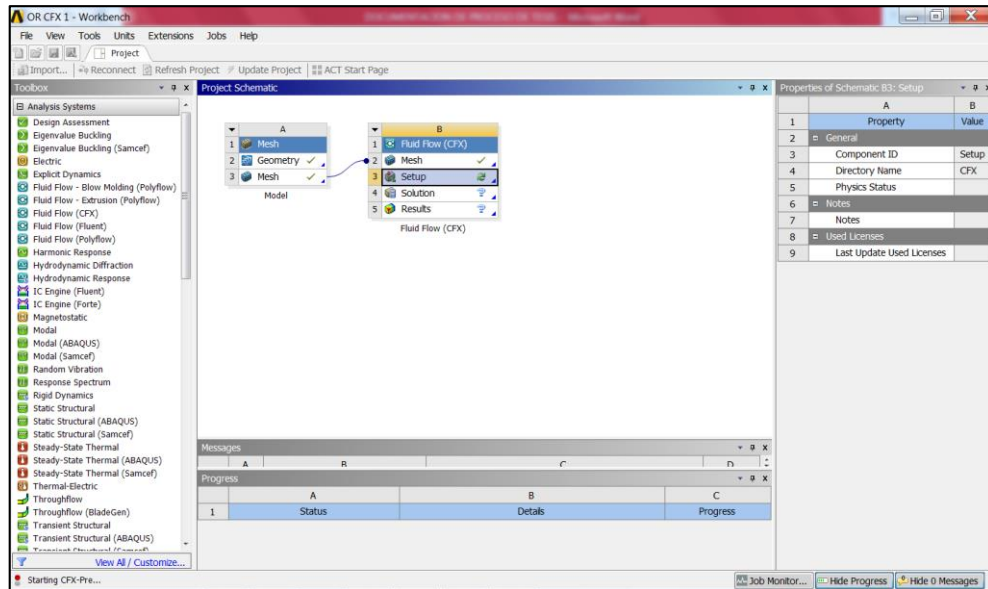 OR CFX 1 - Workbench
File View Tools Units Extensions Jobs Help
Project
Import... Reconnect Refresh Project Update Project ACT Start Page
Toolbox
Analysis Systems
Design Assessment
Eigenvalue Buckling
Eigenvalue Buckling (Samcef)
Electric
Explicit Dynamics
Fluid Flow - Blow Molding (Polyflow)
Fluid Flow - Extrusion (Polyflow)
Fluid Flow (CFX)
Fluid Flow (Fluent)
Fluid Flow (Polyflow)
Harmonic Response
Hydrodynamic Diffraction
Hydrodynamic Response
IC Engine (Fluent)
IC Engine (Forte)
Magnetostatic
Modal
Modal (ABAQUS)
Modal (Samcef)
Random Vibration
Response Spectrum
Rigid Dynamics
Static Structural
Static Structural (ABAQUS)
Static Structural (Samcef)
Steady-State Thermal
Steady-State Thermal (ABAQUS)
Steady-State Thermal (Samcef)
Thermal-Electric
Throughflow
Throughflow (BladeGen)
Transient Structural
Transient Structural (ABAQUS)
Transient Structural (Samcef)
View All / Customize...
Project Schematic
A
1 Mesh
2 Geometry
3 Mesh
Model
B
1 Fluid Flow (CFX)
2 Mesh
3 Setup
4 Solution
5 Results
Fluid Flow (CFX)
Messages
A B C D
Progress
A B C
1 Status Details Progress
Properties of Schematic B3: Setup
A B
1 Property Value
2 General
3 Component ID Setup
4 Directory Name CFX
5 Physics Status
6 Notes
7 Notes
8 Used Licenses
9 Last Update Used Licenses
Starting CFX-Pre...
Job Monitor... Hide Progress Hide 0 Messages